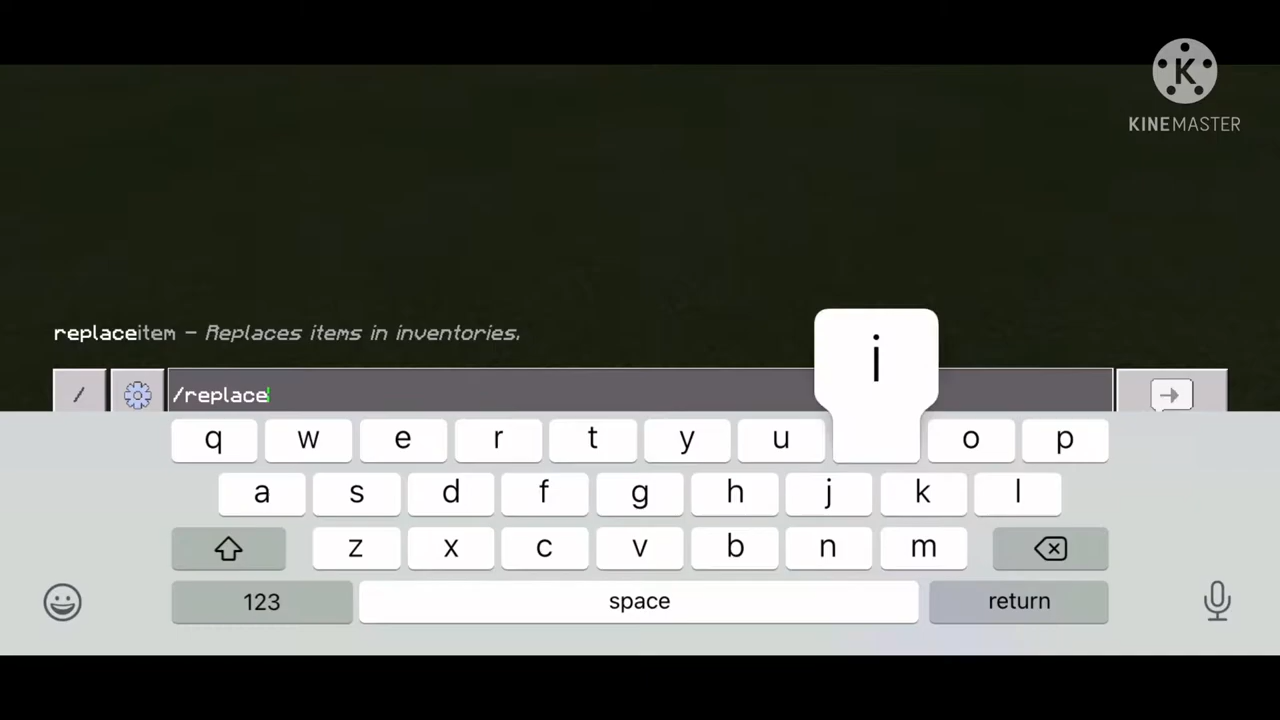 K
KINEMASTER
replaceitem – Replaces items in inventories.
/ /replace
i
q w e r t y u o p
a s d f g h j k l
z x c v b n m
123 space return